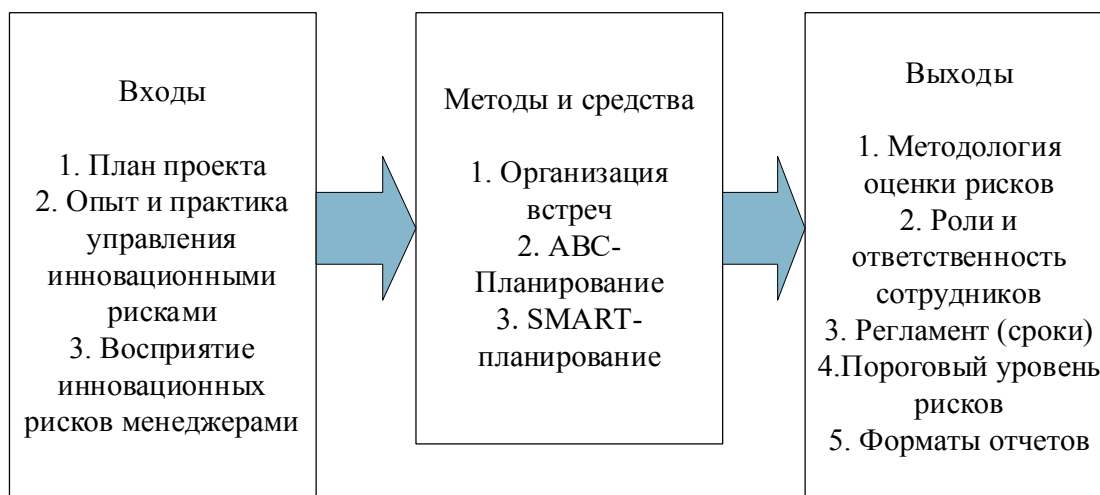 Входы
1. План проекта
2. Опыт и практика
управления
инновационными
рисками
3. Восприятие
инновационных
рисков менеджерами
Методы и средства
1. Организация
встреч
2. ABC-
Планирование
3. SMART-
планирование
Выходы
1. Методология
оценки рисков
2. Роли и
ответственность
сотрудников
3. Регламент (сроки)
4.Пороговый уровень
рисков
5. Форматы отчетов